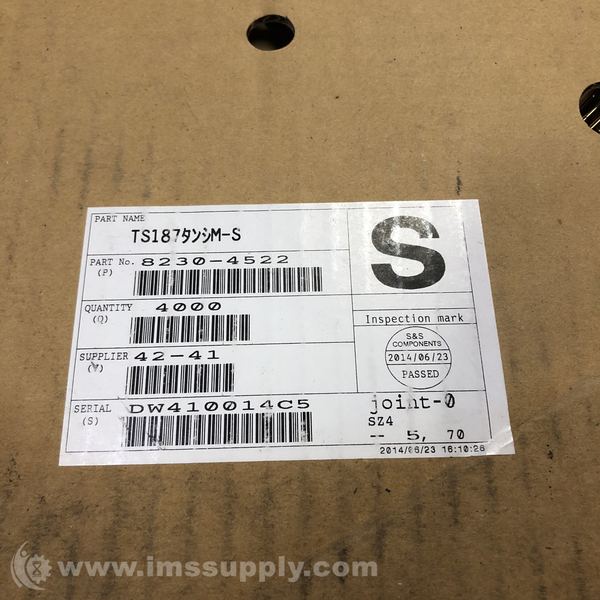 PART NAME
TS187ﾀﾝｼM-S
PART No. 8230-4522
(P)
QUANTITY 4000
(Q)
SUPPLIER 42-41
(V)
SERIAL DW410014C5
(S)
S
Inspection mark
S&S
COMPONENTS
2014/06/23
PASSED
joint-0
SZ4
-- 5, 70
2014/06/23 16:10:26
www.imssupply.com